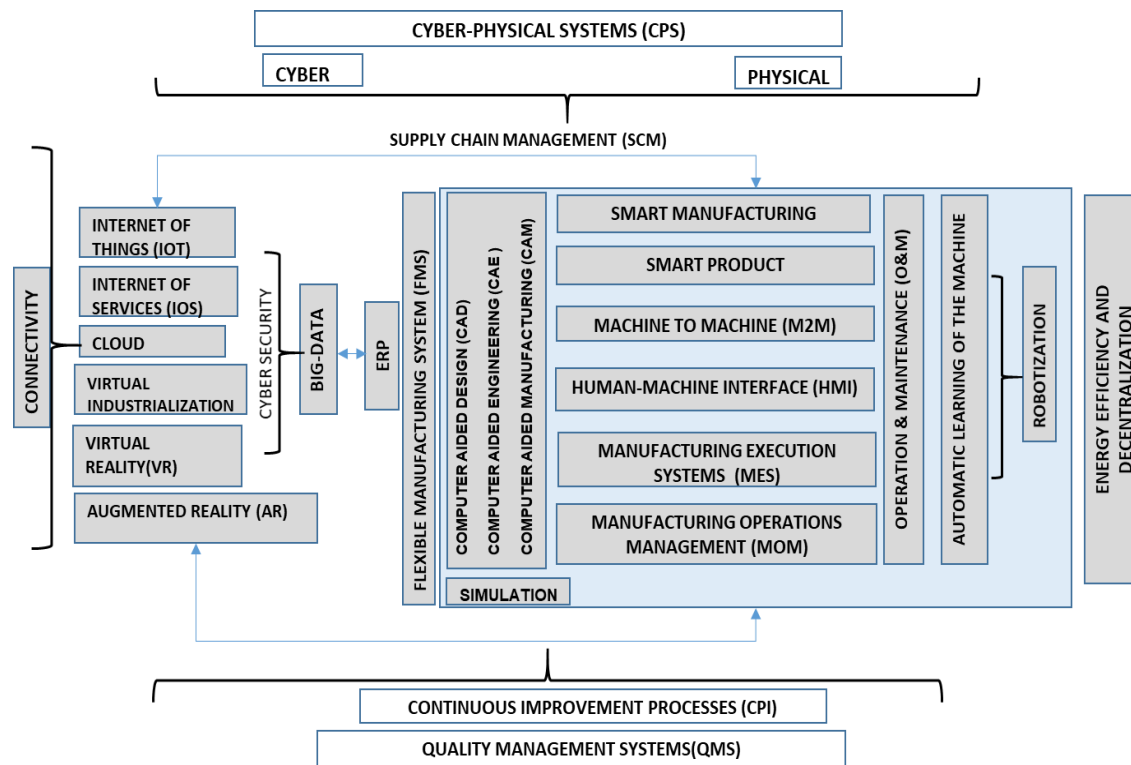 CYBER-PHYSICAL SYSTEMS (CPS)
CYBER
PHYSICAL
SUPPLY CHAIN MANAGEMENT (SCM)
CONNECTIVITY
INTERNET OF
THINGS (IOT)
INTERNET OF
SERVICES (IOS)
CLOUD
VIRTUAL
INDUSTRIALIZATION
VIRTUAL
REALITY(VR)
AUGMENTED REALITY (AR)
CYBER SECURITY
BIG-DATA
ERP
FLEXIBLE MANUFACTURING SYSTEM (FMS)
COMPUTER AIDED DESIGN (CAD)
COMPUTER AIDED ENGINEERING (CAE )
COMPUTER AIDED MANUFACTURING (CAM)
SIMULATION
SMART MANUFACTURING
SMART PRODUCT
MACHINE TO MACHINE (M2M)
HUMAN-MACHINE INTERFACE (HMI)
MANUFACTURING EXECUTION
SYSTEMS (MES)
MANUFACTURING OPERATIONS
MANAGEMENT (MOM)
OPERATION & MAINTENANCE (O&M)
AUTOMATIC LEARNING OF THE MACHINE
ROBOTIZATION
ENERGY EFFICIENCY AND
DECENTRALIZATION
CONTINUOUS IMPROVEMENT PROCESSES (CPI)
QUALITY MANAGEMENT SYSTEMS(QMS)